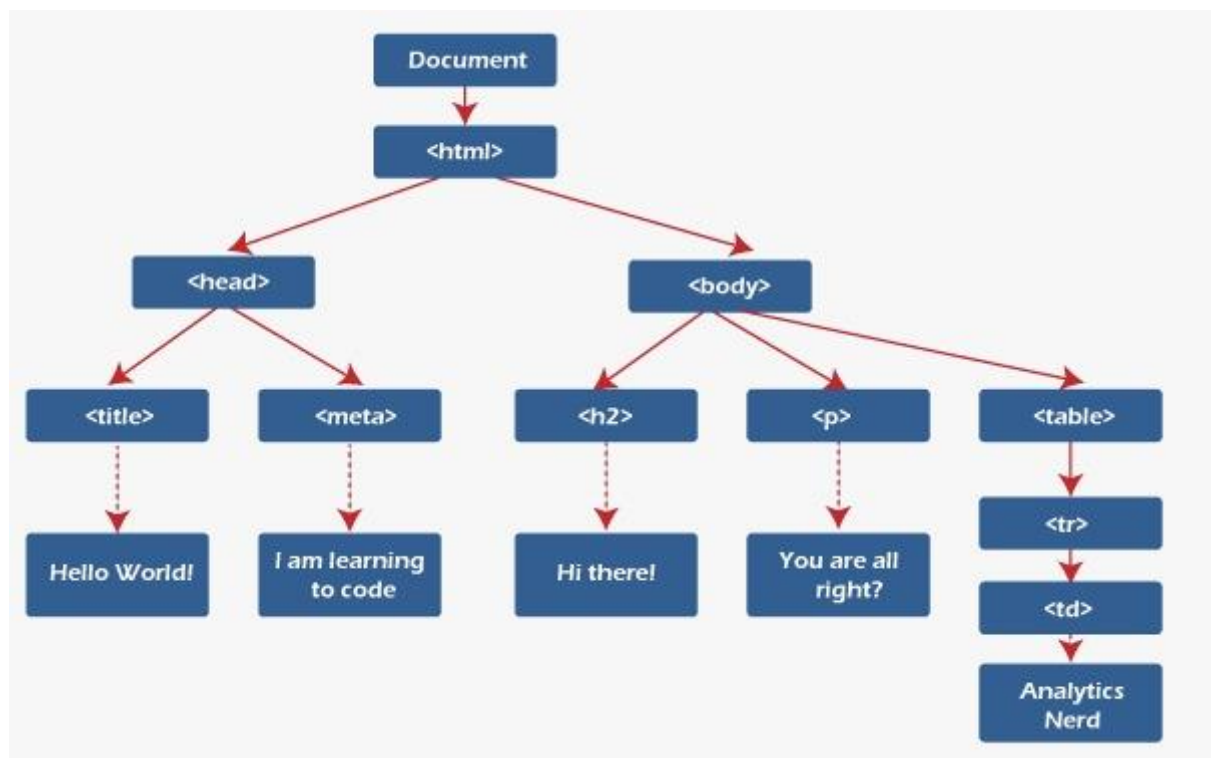 Document
<html>
<head>
<body>
<title>
<meta>
<h2>
<p>
<table>
Hello World!
I am learning
to code
Hi there!
You are all
right?
<tr>
<td>
Analytics
Nerd